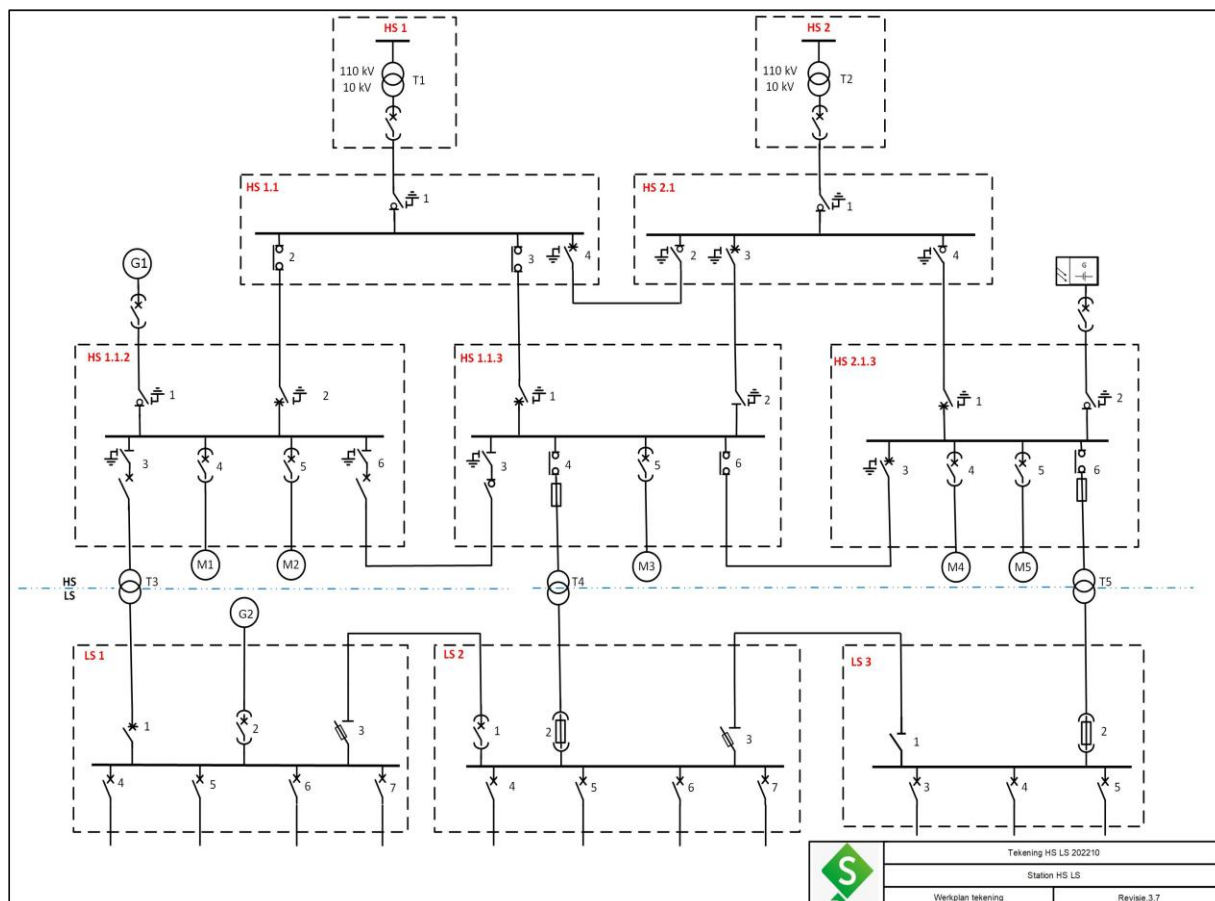 HS 1
110 kV
10 kV
T1
HS 2
110 kV
10 kV
T2
HS 1.1
1
2
3
4
HS 2.1
1
2
3
4
G1
G
HS 1.1.2
1
2
3
4
5
6
HS 1.1.3
1
2
3
4
5
6
HS 2.1.3
1
2
3
4
5
6
M1
M2
M3
M4
M5
HS
LS
T3
T4
T5
G2
LS 1
1
2
3
4
5
6
7
LS 2
1
2
3
4
5
6
7
LS 3
1
2
3
4
5
S
Tekening HS LS 202210
Station HS LS
Werkplan tekening
Revisie.3.7